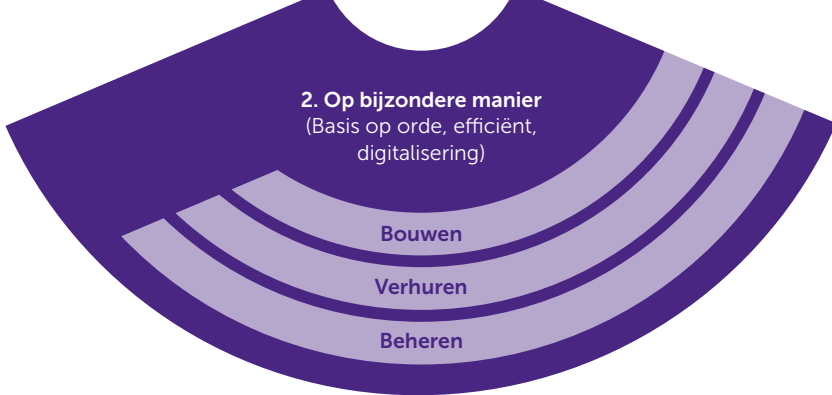 2. Op bijzondere manier
(Basis op orde, efficiënt,
digitalisering)
Bouwen
Verhuren
Beheren